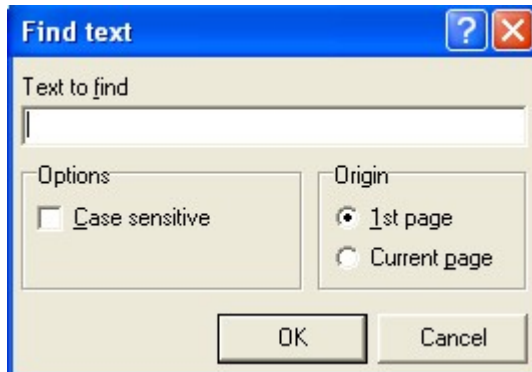 Find text
Text to find
Options
Case sensitive
Origin
1st page
Current page
OK
Cancel